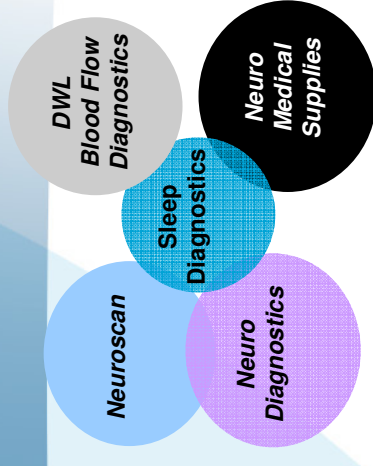 Neuroscan
DWL
Blood Flow
Diagnostics
Sleep
Diagnostics
Neuro
Diagnostics
Neuro
Medical
Supplies